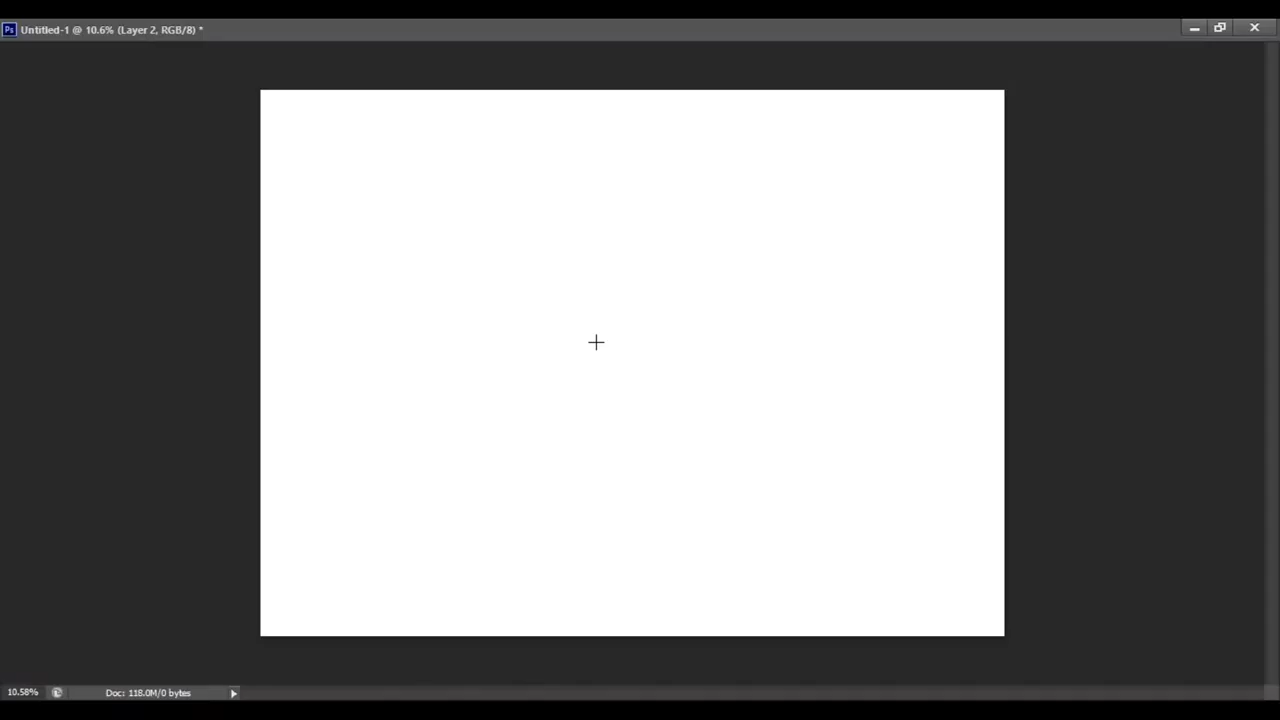 Ps Untitled-1 @ 10.6% (Layer 2, RGB/8) *
10.58% Doc: 118.0M/0 bytes